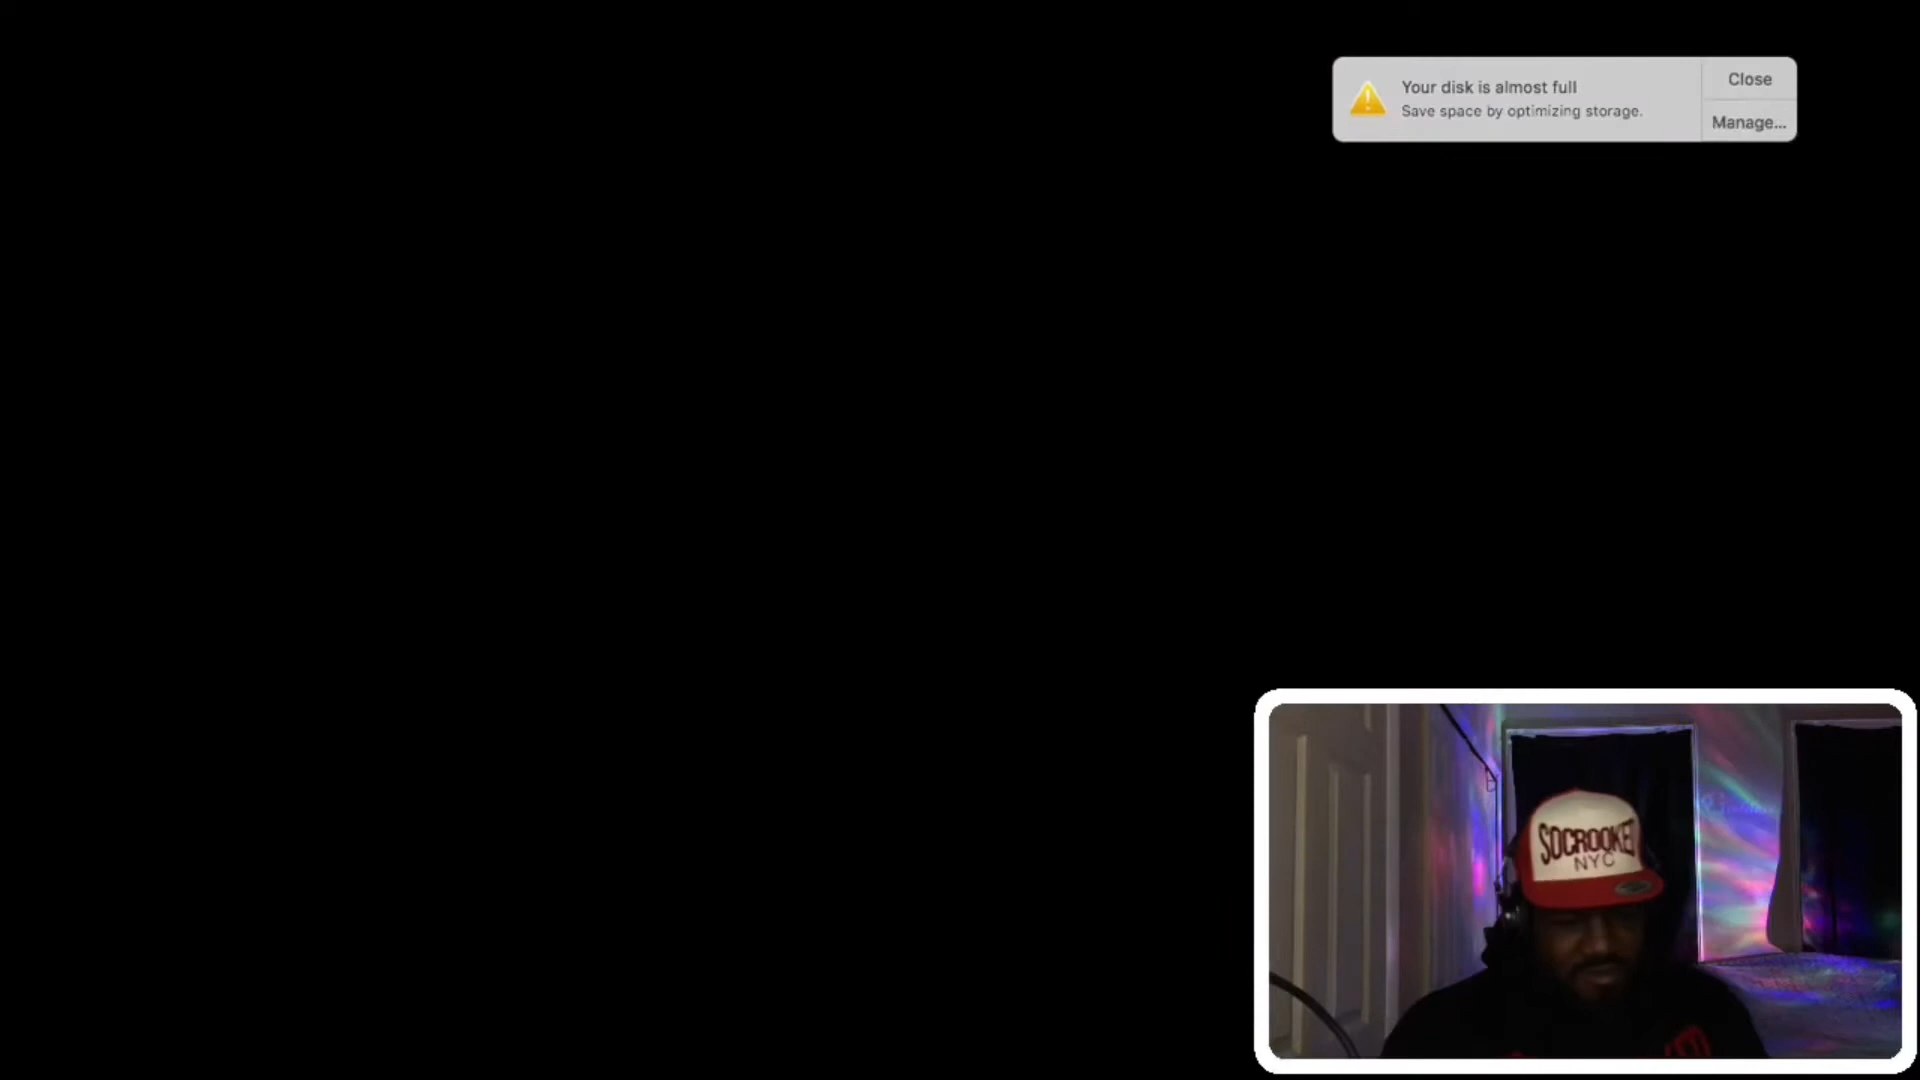 Your disk is almost full
Save space by optimizing storage.
Close
Manage...
SOCROOKED
NYC